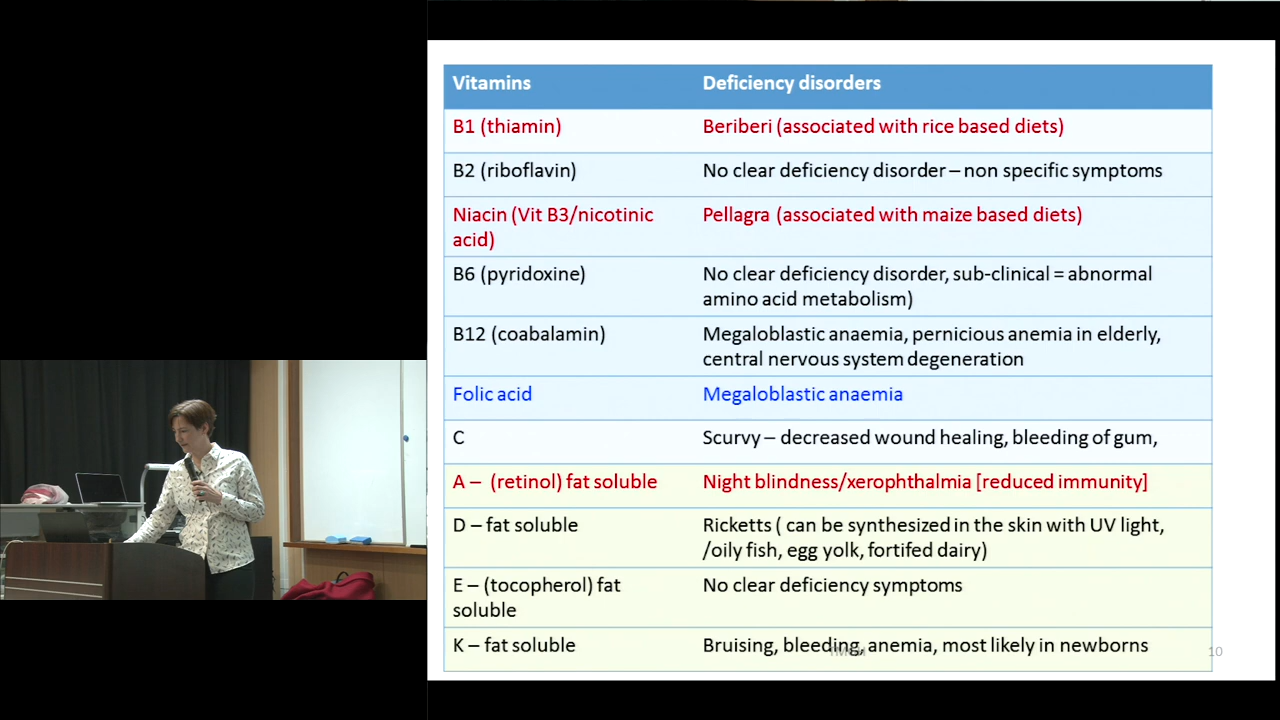 Vitamins Deficiency disorders
B1 (thiamin) Beriberi (associated with rice based diets)
B2 (riboflavin) No clear deficiency disorder – non specific symptoms
Niacin (Vit B3/nicotinic Pellagra (associated with maize based diets)
acid)
B6 (pyridoxine) No clear deficiency disorder, sub-clinical = abnormal
amino acid metabolism)
B12 (coabalamin) Megaloblastic anaemia, pernicious anemia in elderly,
central nervous system degeneration
Folic acid Megaloblastic anaemia
C Scurvy – decreased wound healing, bleeding of gum,
A – (retinol) fat soluble Night blindness/xerophthalmia [reduced immunity]
D – fat soluble Ricketts ( can be synthesized in the skin with UV light,
/oily fish, egg yolk, fortifed dairy)
E – (tocopherol) fat No clear deficiency symptoms
soluble
K – fat soluble Bruising, bleeding, anemia, most likely in newborns
10